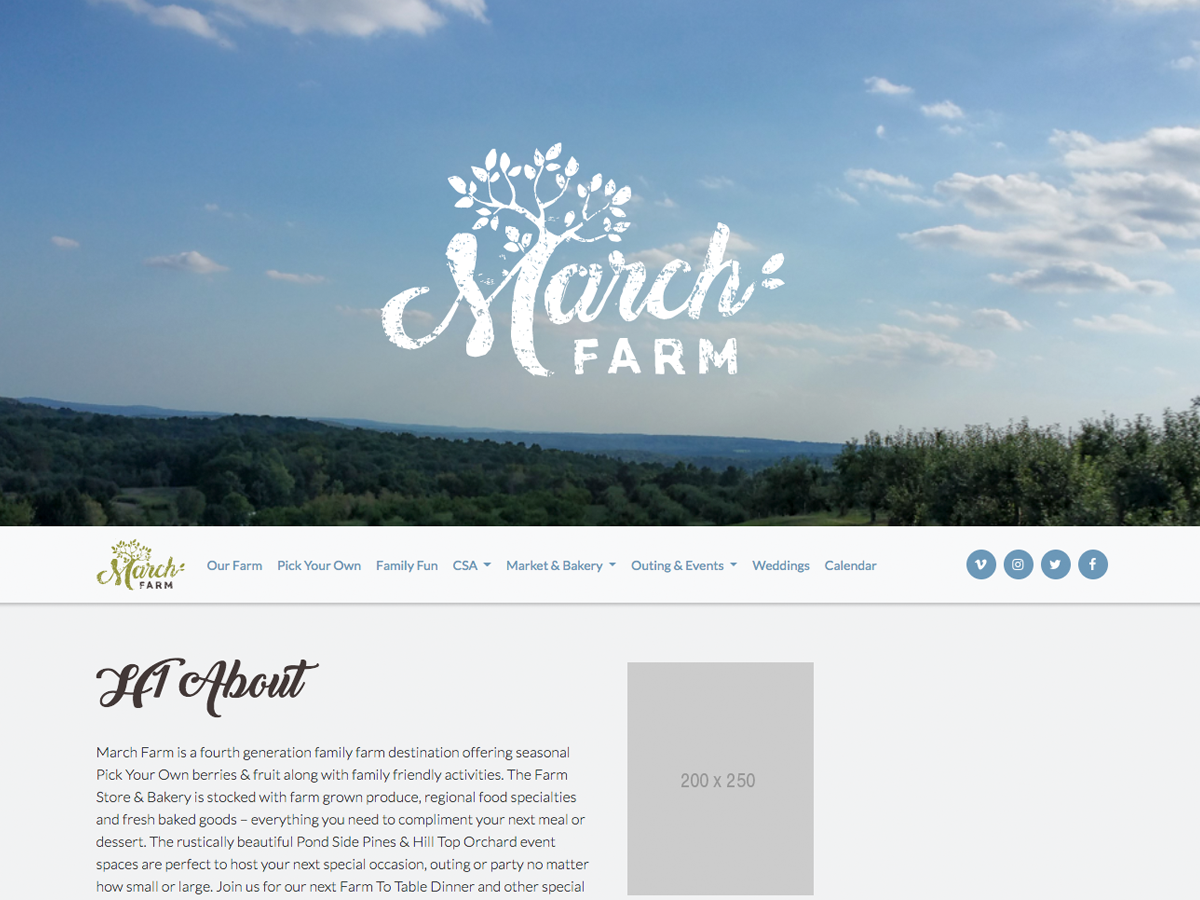 March
FARM
March
FARM
Our Farm Pick Your Own Family Fun CSA Market & Bakery Outing & Events Weddings Calendar
H1 About
March Farm is a fourth generation family farm destination offering seasonal
Pick Your Own berries & fruit along with family friendly activities. The Farm
Store & Bakery is stocked with farm grown produce, regional food specialties
and fresh baked goods – everything you need to compliment your next meal or
dessert. The rustically beautiful Pond Side Pines & Hill Top Orchard event
spaces are perfect to host your next special occasion, outing or party no matter
how small or large. Join us for our next Farm To Table Dinner and other special
200 x 250